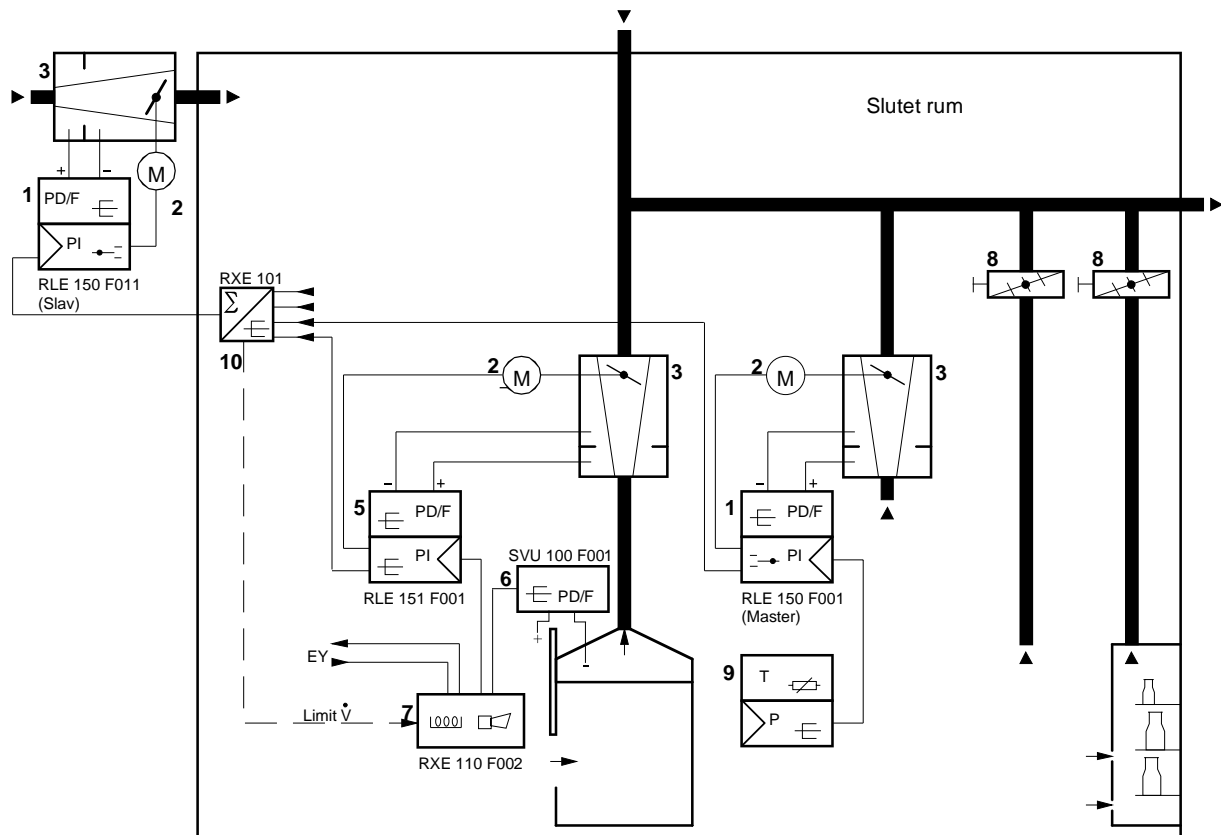 3
Slutet rum
+ -
M
1
PD/F
2
PI
RLE 150 F011
(Slav)
RXE 101
Σ
10
8
8
2
M
3
2
M
3
- +
5
PD/F
PI
RLE 151 F001
- +
1
PD/F
PI
RLE 150 F001
(Master)
SVU 100 F001
6
PD/F
+ -
EY
Limit V̇
7
RXE 110 F002
9
T
P